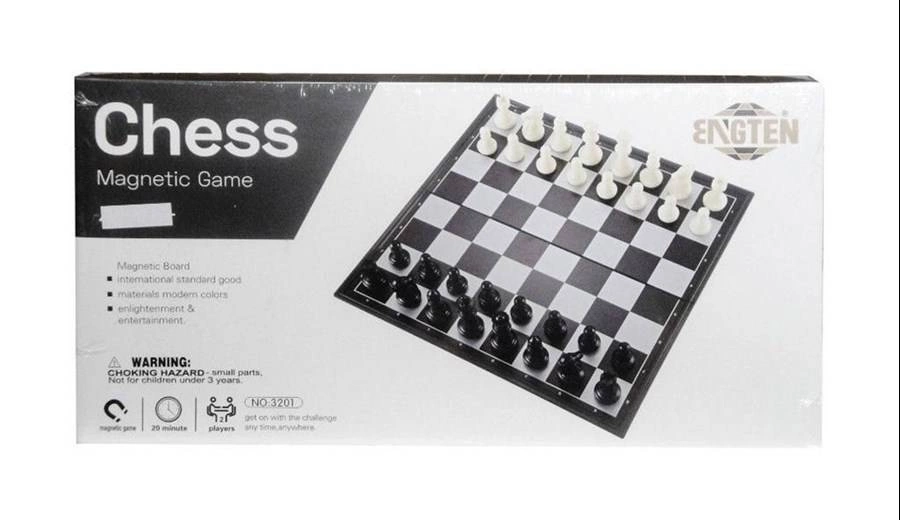 Chess
Magnetic Game
ENGTEN
Magnetic Board
international standard good
materials modern colors
enlightenment &
entertainment.
WARNING:
CHOKING HAZARD - small parts,
Not for children under 3 years.
magnetic game
20 minute
2
players
NO:3201
get on with the challenge
any time,anywhere.